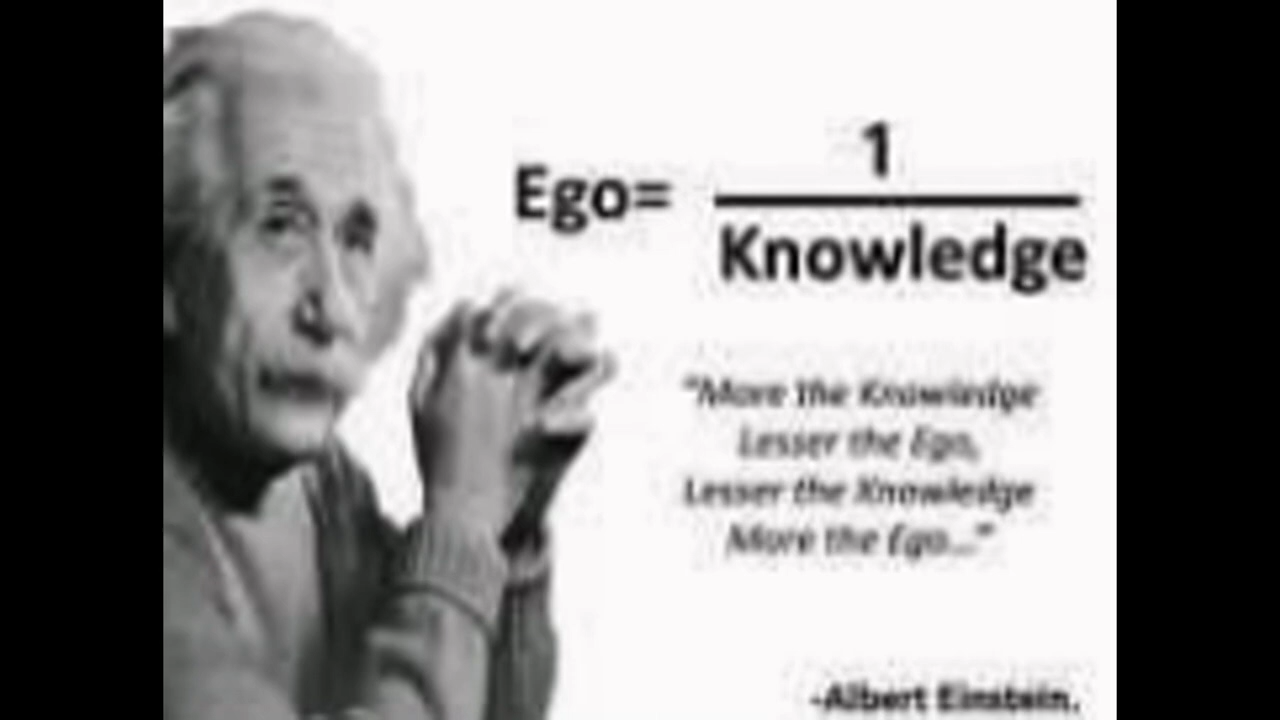 Ego= 1
Knowledge
"More the Knowledge
Lesser the Ego,
Lesser the Knowledge
More the Ego..."
-Albert Einstein.